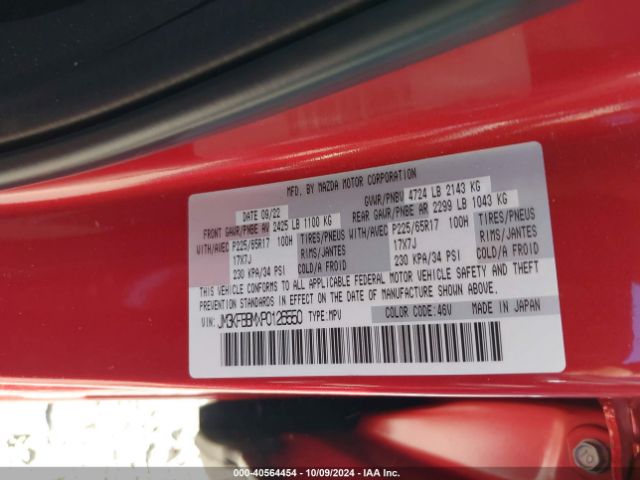 MFD. BY MAZDA MOTOR CORPORATION
DATE 09/22 GVWR/PNBV 4724 LB 2143 KG
FRONT GAWR/PNBE AV 2425 LB 1100 KG REAR GAWR/PNBE AR 2299 LB 1043 KG
WITH/AVEC P225/65R17 100H TIRES/PNEUS WITH/AVEC P225/65R17 100H TIRES/PNEUS
17X7J RIMS/JANTES 17X7J RIMS/JANTES
230 KPA/34 PSI COLD/A FROID 230 KPA/34 PSI COLD/A FROID
THIS VEHICLE CONFORMS TO ALL APPLICABLE FEDERAL MOTOR VEHICLE SAFETY AND THEFT
PREVENTION STANDARDS IN EFFECT ON THE DATE OF MANUFACTURE SHOWN ABOVE.
VIN: TYPE:MPV COLOR CODE:46V MADE IN JAPAN
000-40564454 - 10/09/2024 - IAA Inc.